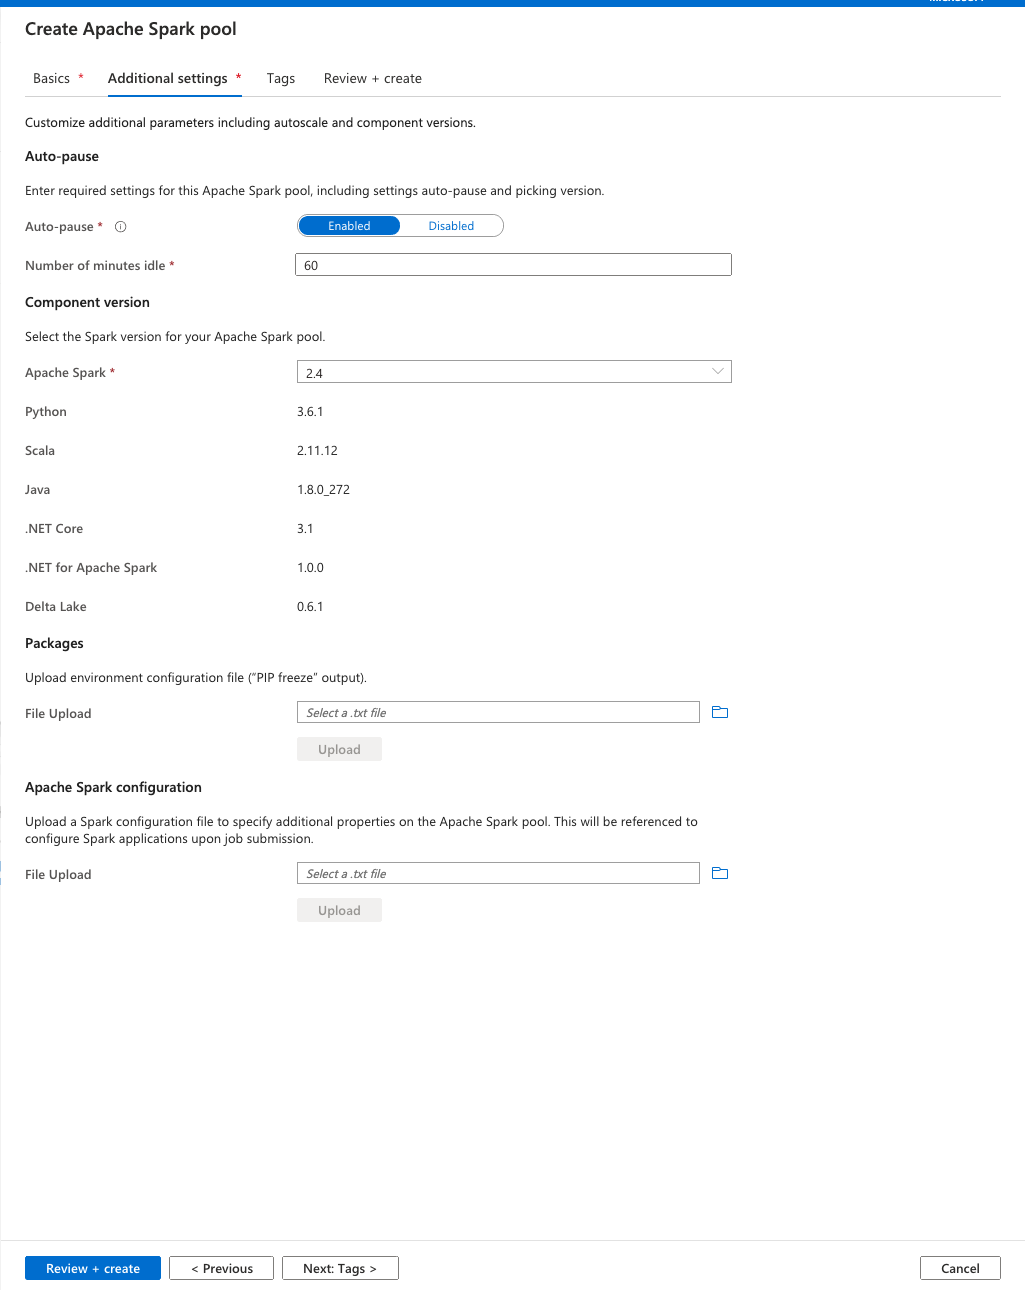 Create Apache Spark pool
Basics *
Additional settings *
Tags
Review + create
Customize additional parameters including autoscale and component versions.
Auto-pause
Enter required settings for this Apache Spark pool, including settings auto-pause and picking version.
Auto-pause *
Enabled
Disabled
Number of minutes idle *
60
Component version
Select the Spark version for your Apache Spark pool.
Apache Spark *
2.4
Python
3.6.1
Scala
2.11.12
Java
1.8.0_272
.NET Core
3.1
.NET for Apache Spark
1.0.0
Delta Lake
0.6.1
Packages
Upload environment configuration file ("PIP freeze" output).
File Upload
Select a .txt file
Upload
Apache Spark configuration
Upload a Spark configuration file to specify additional properties on the Apache Spark pool. This will be referenced to
configure Spark applications upon job submission.
File Upload
Select a .txt file
Upload
Review + create
< Previous
Next: Tags >
Cancel